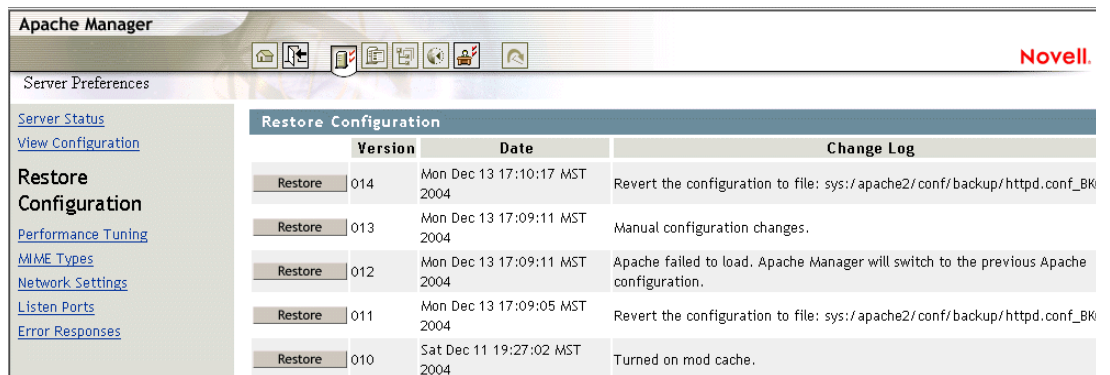 Apache Manager
Novell.
Server Preferences
Server Status
View Configuration
Restore
Configuration
Performance Tuning
MIME Types
Network Settings
Listen Ports
Error Responses
Restore Configuration
Version Date Change Log
Restore 014 Mon Dec 13 17:10:17 MST
2004
Revert the configuration to file: sys:/apache2/conf/backup/httpd.conf_BK
Restore 013 Mon Dec 13 17:09:11 MST
2004
Manual configuration changes.
Restore 012 Mon Dec 13 17:09:11 MST
2004
Apache failed to load. Apache Manager will switch to the previous Apache
configuration.
Restore 011 Mon Dec 13 17:09:05 MST
2004
Revert the configuration to file: sys:/apache2/conf/backup/httpd.conf_BK
Restore 010 Sat Dec 11 19:27:02 MST
2004
Turned on mod cache.